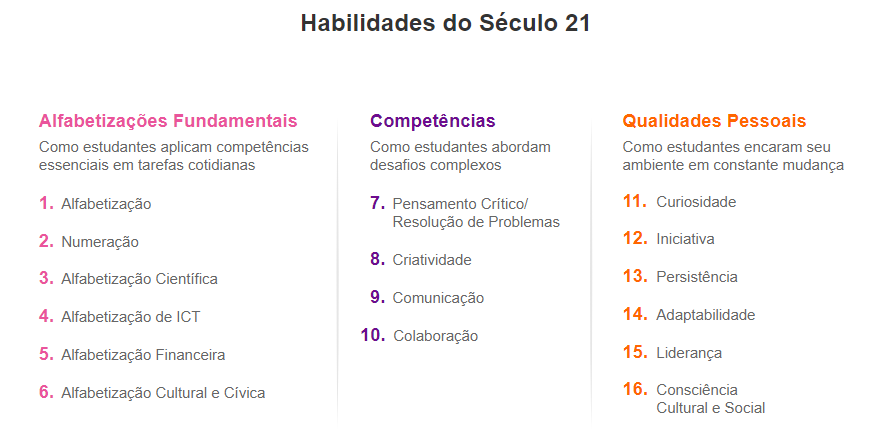 Habilidades do Século 21
Alfabetizações Fundamentais
Como estudantes aplicam competências
essenciais em tarefas cotidianas
1. Alfabetização
2. Numeração
3. Alfabetização Científica
4. Alfabetização de ICT
5. Alfabetização Financeira
6. Alfabetização Cultural e Cívica
Competências
Como estudantes abordam
desafios complexos
7. Pensamento Crítico/
Resolução de Problemas
8. Criatividade
9. Comunicação
10. Colaboração
Qualidades Pessoais
Como estudantes encaram seu
ambiente em constante mudança
11. Curiosidade
12. Iniciativa
13. Persistência
14. Adaptabilidade
15. Liderança
16. Consciência
Cultural e Social